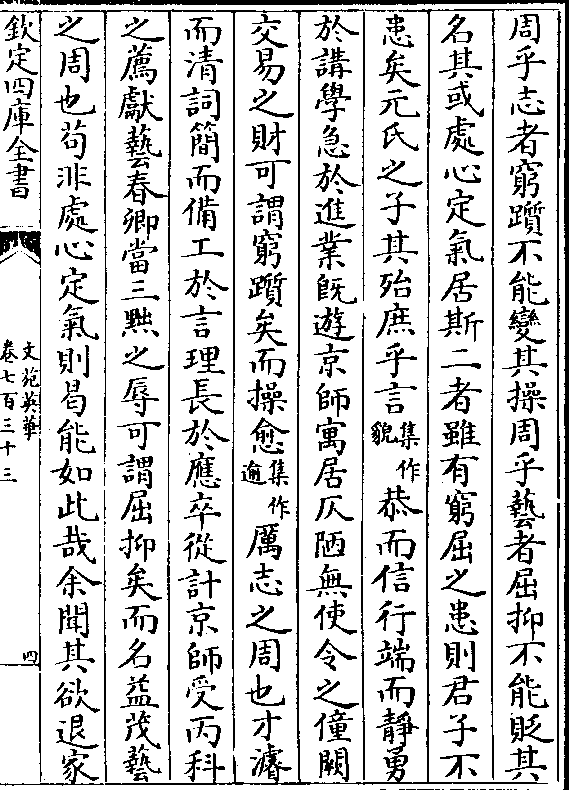 周乎志者窮躓不能變其操周乎藝者屈抑不能貶其
名其或處心定氣居斯二者雖有窮屈之患則君子不
患矣元氏之子其殆庶乎言集作貌恭而信行端而靜勇
於講學急於進業既遊京師寓居仄陋無使令之僮闕
交易之財可謂窮躓矣而操愈集作逾厲志之周也才濬
而清詞簡而備工於言理長於應卒從計京師受丙科
之薦獻藝春卿當三黜之辱可謂屈抑矣而名益茂藝
之周也苟非處心定氣則曷能如此哉余聞其欲退家
欽定四庫全書
文苑英華
卷七百三十三
四